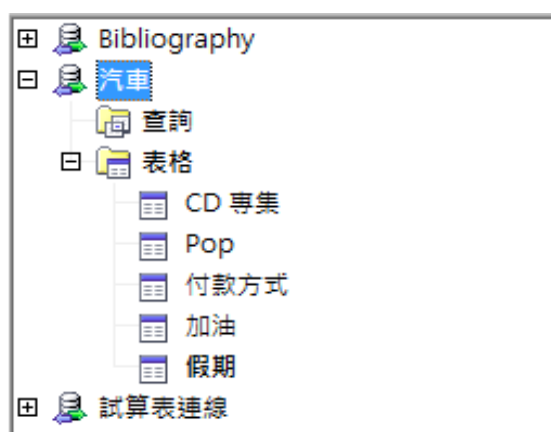 Bibliography
汽車
查詢
表格
CD 專集
Pop
付款方式
加油
假期
試算表連線